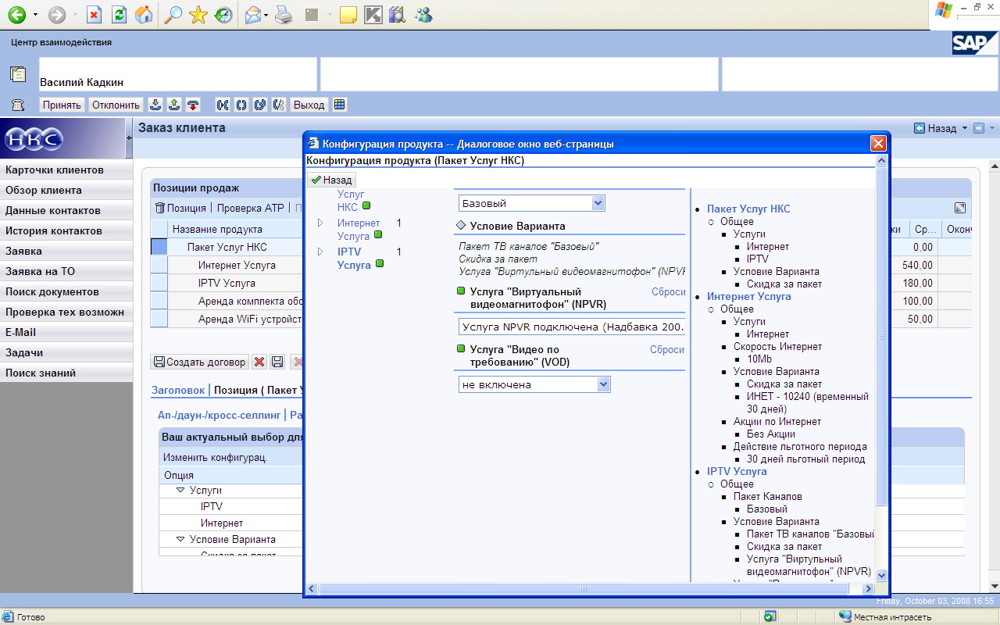 Центр взаимодействия
SAP
Василий Кадкин
Принять Отклонить Выход
НКС
Заказ клиента
Назад
Карточки клиентов
Обзор клиента
Данные контактов
История контактов
Заявка
Заявка на ТО
Поиск документов
Проверка тех возможн
E-Mail
Задачи
Поиск знаний
Позиции продаж
Позиция Проверка ATP П
Название продукта
ки Ср... Оконч
Пакет Услуг НКС 0,00
Интернет Услуга 540,00
IPTV Услуга 180,00
Аренда комплекта обо 100,00
Аренда WiFi устройст 50,00
Создать договор
Заголовок Позиция ( Пакет У
Ап-/даун-/кросс-селлинг Ра
Ваш актуальный выбор для
Изменить конфигурац.
Опция
Услуги
IPTV
Интернет
Условие Варианта
Скидка за пакет
Конфигурация продукта -- Диалоговое окно веб-страницы
Конфигурация продукта (Пакет Услуг НКС)
Назад
Услуг
НКС
Интернет 1
Услуга
IPTV 1
Услуга
Базовый
Условие Варианта
Пакет ТВ каналов "Базовый"
Скидка за пакет
Услуга "Виртульный видеомагнитофон" (NPVR
Услуга "Виртуальный Сброси
видеомагнитофон" (NPVR)
Услуга NPVR подключена (Надбавка 200.
Услуга "Видео по Сброси
требованию" (VOD)
не включена
Пакет Услуг НКС
Общее
Услуги
Интернет
IPTV
Условие Варианта
Скидка за пакет
Интернет Услуга
Общее
Услуги
Интернет
Скорость Интернет
10Mb
Условие Варианта
Скидка за пакет
ИНЕТ - 10240 (временный
30 дней)
Акции по Интернет
Без Акции
Действие льготного периода
30 дней льготный период
IPTV Услуга
Общее
Пакет Каналов
Базовый
Условие Варианта
Пакет ТВ каналов "Базовый
Скидка за пакет
Услуга "Виртульный
видеомагнитофон" (NPVR)
Friday, October 03, 2008 16:55
Готово
Местная интрасеть